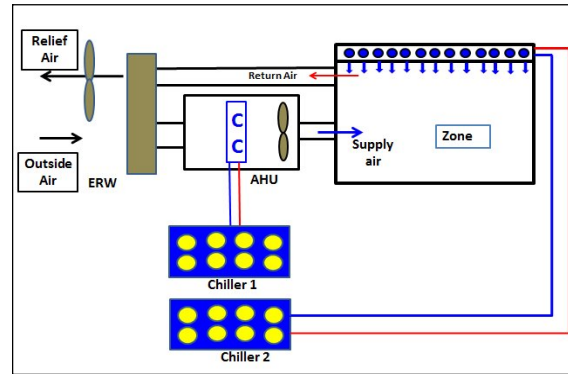 Relief
Air
Return Air
C
C
Supply
air
Zone
Outside
Air
ERW
AHU
Chiller 1
Chiller 2